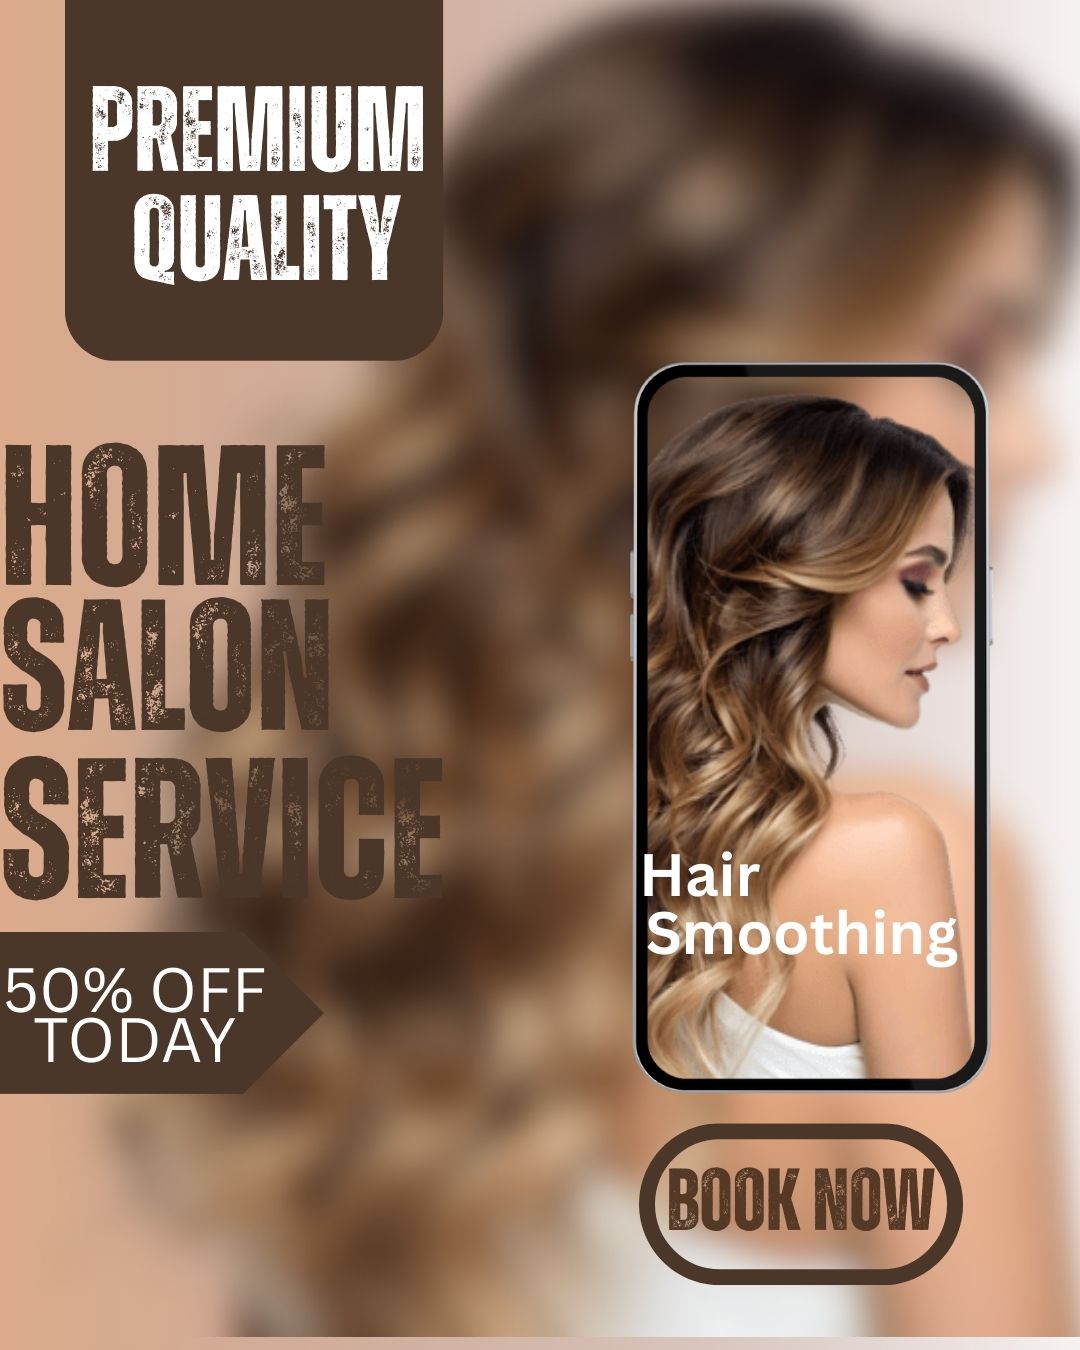 PREMIUM
QUALITY
HOME
SALON
SERVICE
50% OFF
TODAY
Hair
Smoothing
BOOK NOW